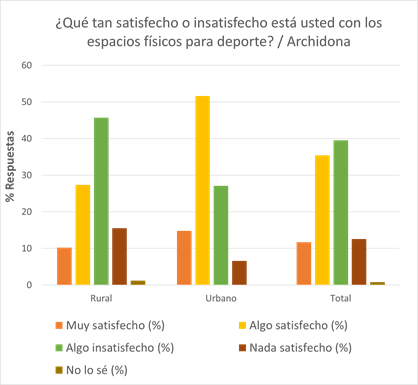 ¿Qué tan satisfecho o insatisfecho está usted con los
espacios físicos para deporte? / Archidona
% Respuestas
60
50
40
30
20
10
0
Rural
Urbano
Total
Muy satisfecho (%)
Algo satisfecho (%)
Algo insatisfecho (%)
Nada satisfecho (%)
No lo sé (%)